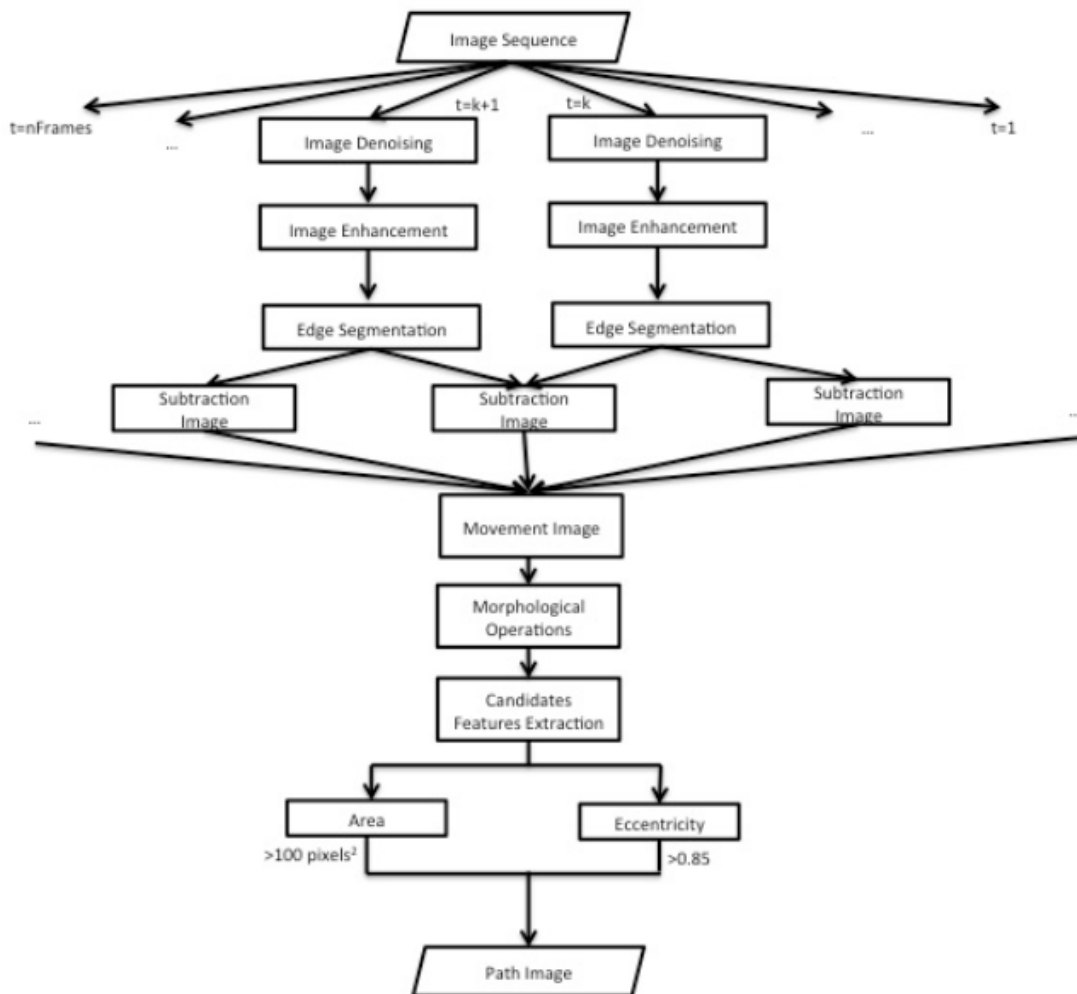 Image Sequence
t=k+1
t=k
t=nFrames
...
...
t=1
Image Denoising
Image Denoising
Image Enhancement
Image Enhancement
Edge Segmentation
Edge Segmentation
Subtraction
Image
Subtraction
Image
Subtraction
Image
...
...
Movement Image
Morphological
Operations
Candidates
Features Extraction
Area
Eccentricity
>100 pixels²
>0.85
Path Image